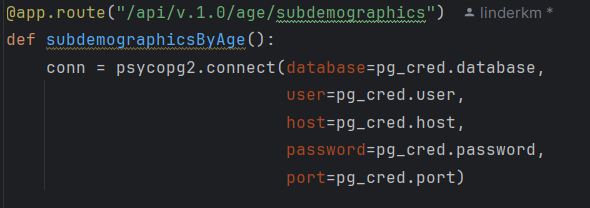 @app.route("/api/v.1.0/age/subdemographics") linderkm *
def subdemographicsByAge():
    conn = psycopg2.connect(database=pg_cred.database,
                            user=pg_cred.user,
                            host=pg_cred.host,
                            password=pg_cred.password,
                            port=pg_cred.port)